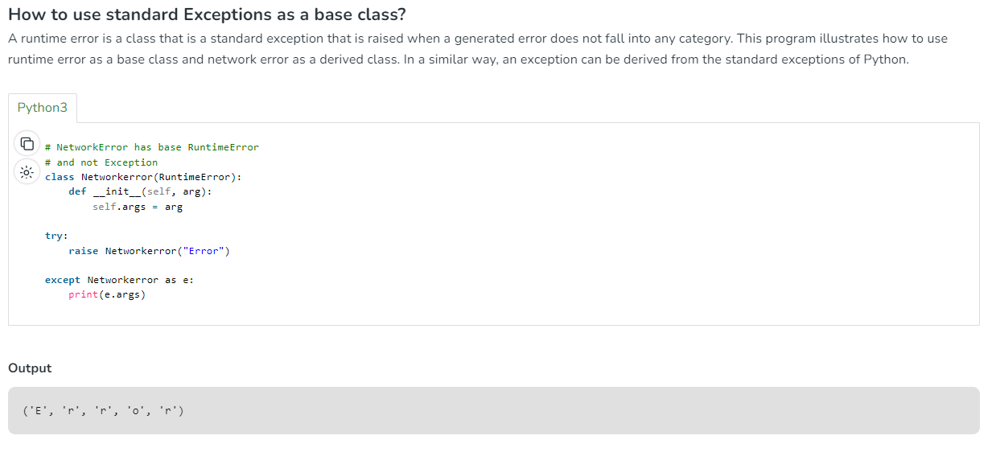 How to use standard Exceptions as a base class?
A runtime error is a class that is a standard exception that is raised when a generated error does not fall into any category. This program illustrates how to use
runtime error as a base class and network error as a derived class. In a similar way, an exception can be derived from the standard exceptions of Python.
Python3
# NetworkError has base RuntimeError
# and not Exception
class Networkerror(RuntimeError):
    def __init__(self, arg):
        self.args = arg
try:
    raise Networkerror("Error")
except Networkerror as e:
    print(e.args)
Output
('E', 'r', 'r', 'o', 'r')